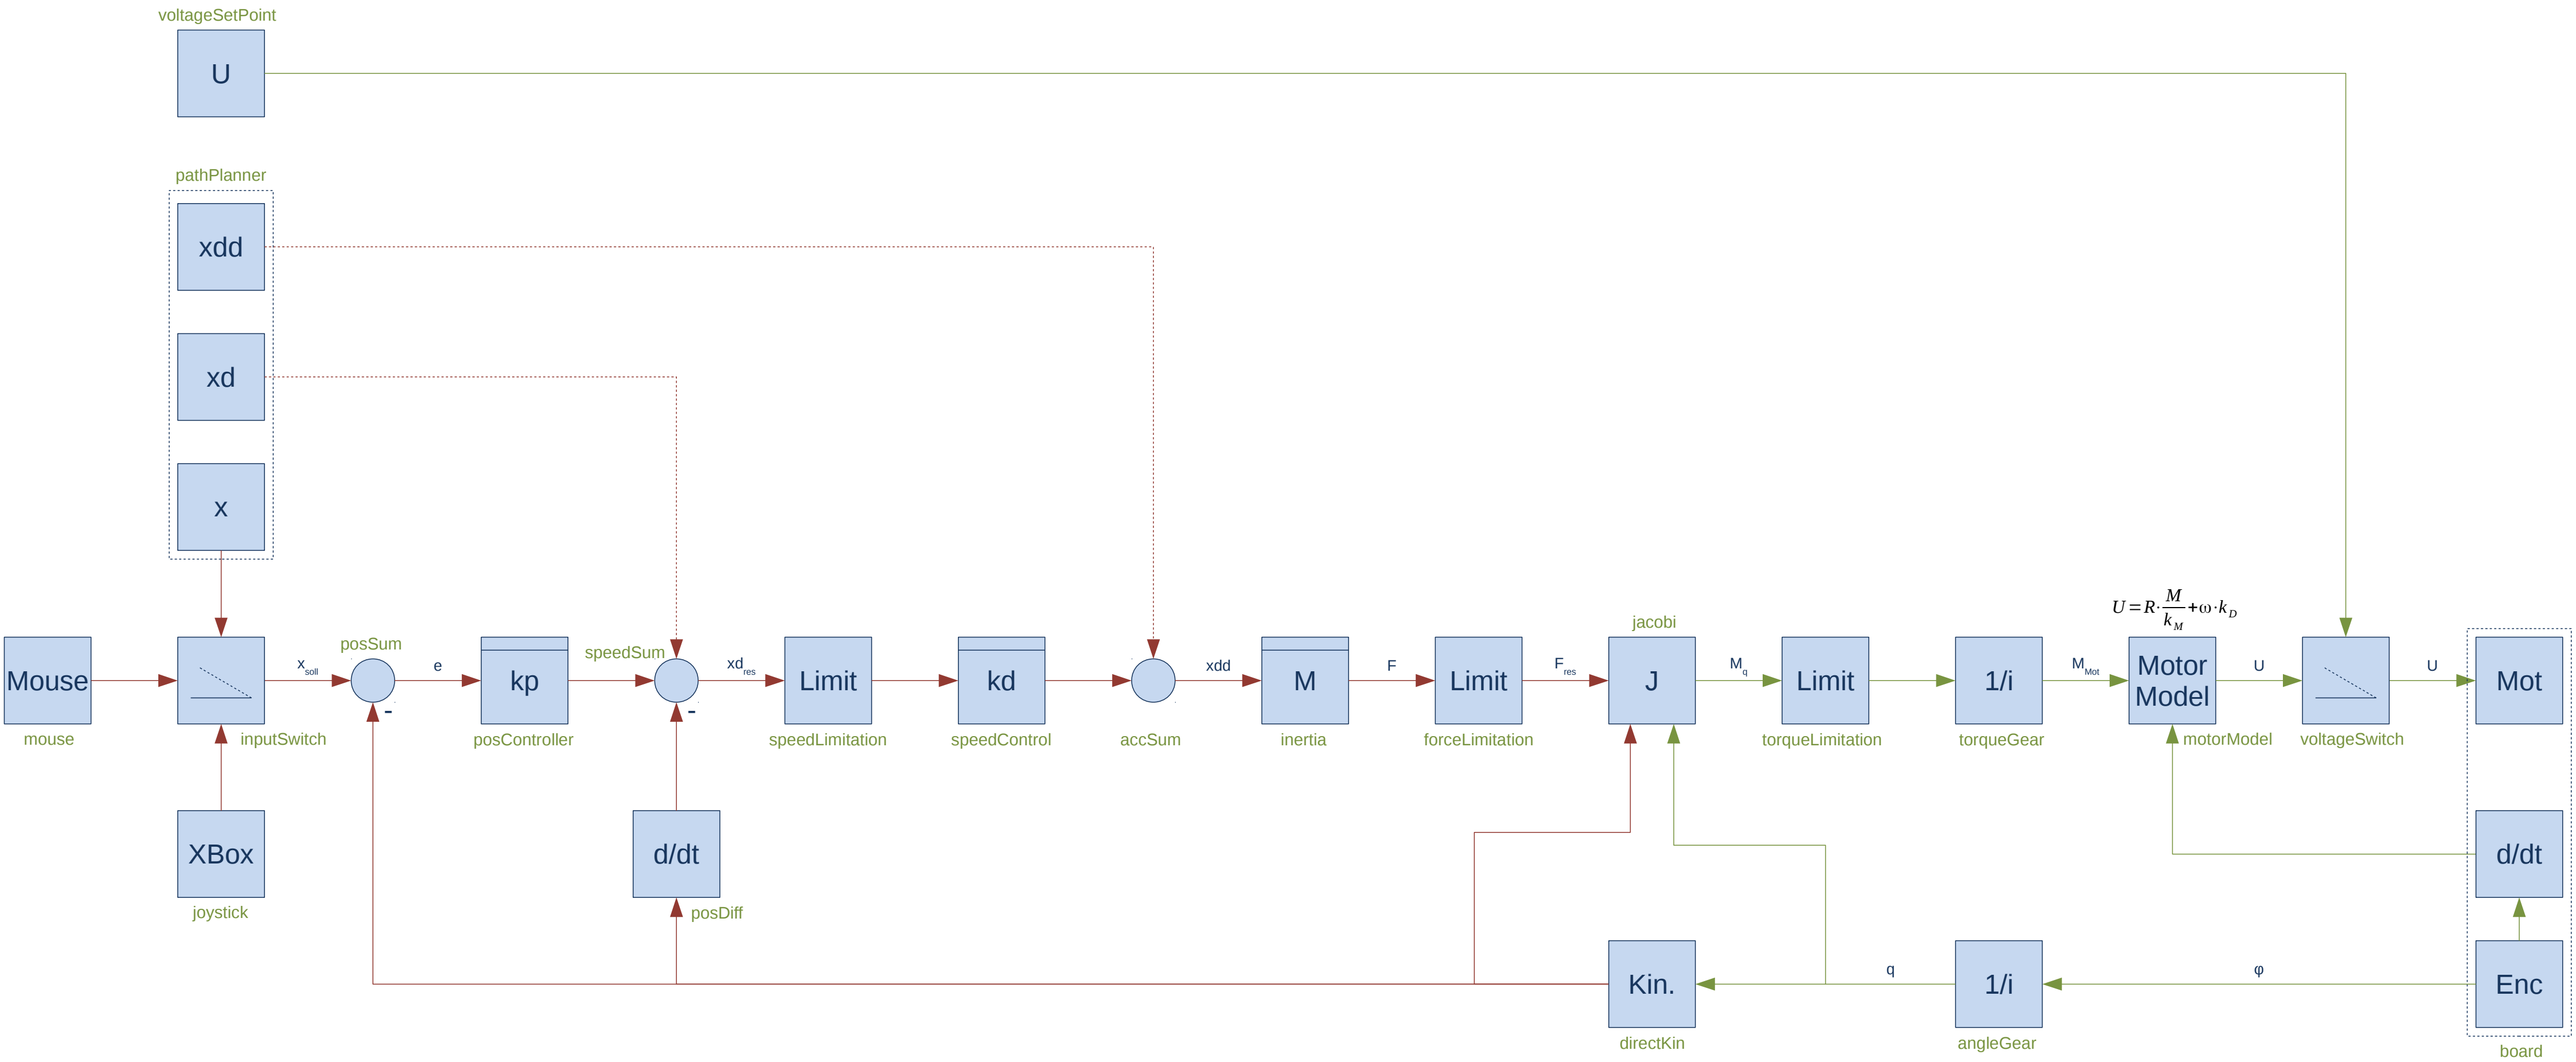 voltageSetPoint
U
pathPlanner
xdd
xd
x
U = R · M / k_M + ω · k_D
jacobi
posSum
speedSum
Mouse
x_soll
e
kp
xd_res
Limit
kd
xdd
M
F
Limit
F_res
J
M_q
Limit
1/i
M_Mot
Motor
Model
U
U
Mot
-
-
mouse
inputSwitch
posController
speedLimitation
speedControl
accSum
inertia
forceLimitation
torqueLimitation
torqueGear
motorModel
voltageSwitch
XBox
d/dt
d/dt
joystick
posDiff
q
φ
Kin.
1/i
Enc
directKin
angleGear
board